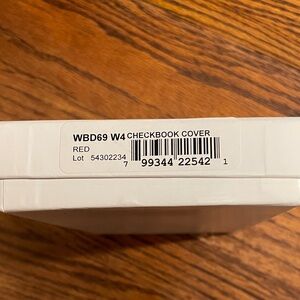 WBD69 W4 CHECKBOOK COVER
RED
Lot 54302234
7 99344 22542 1